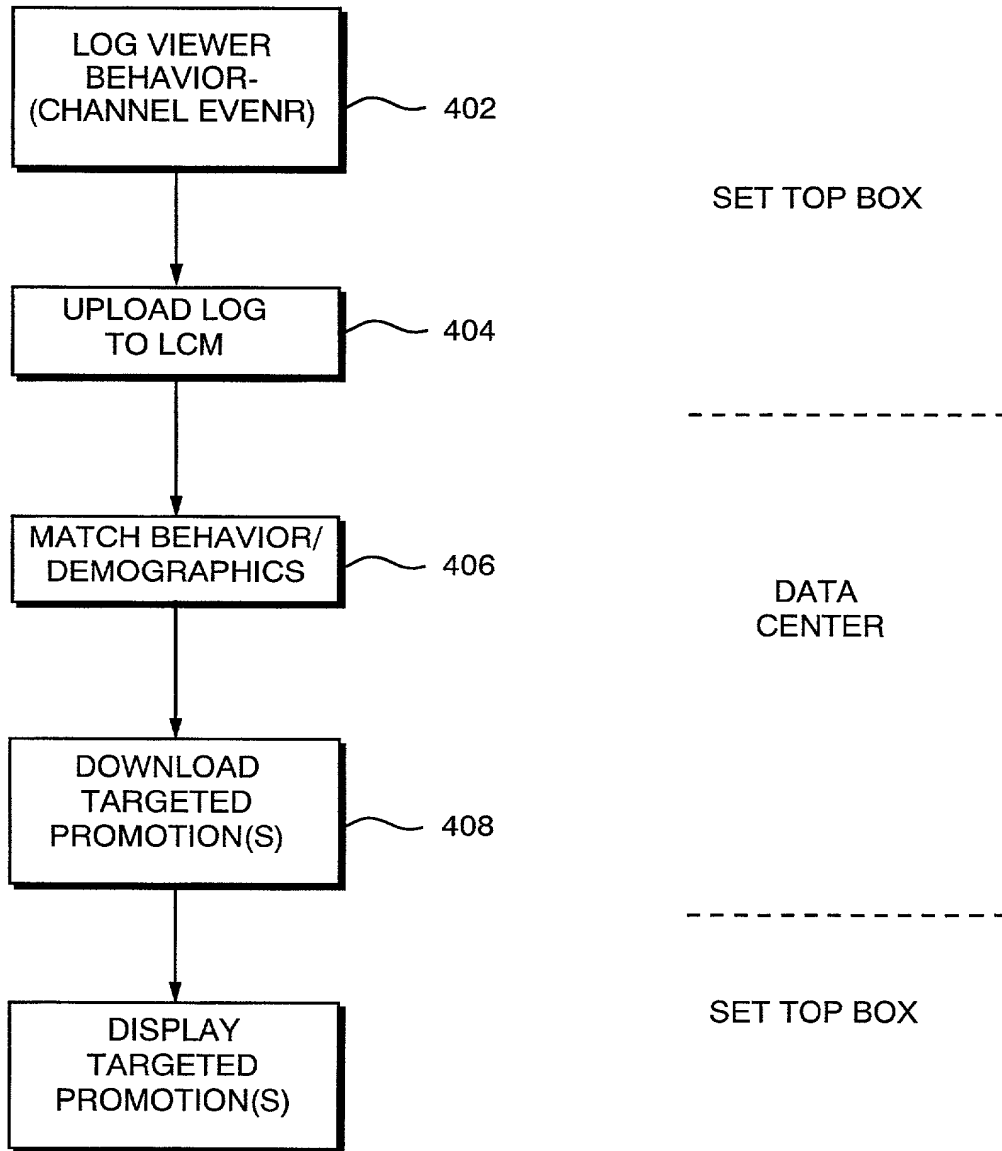 LOG VIEWER
BEHAVIOR-
(CHANNEL EVENR)
402
SET TOP BOX
UPLOAD LOG
TO LCM
404
MATCH BEHAVIOR/
DEMOGRAPHICS
406
DATA
CENTER
DOWNLOAD
TARGETED
PROMOTION(S)
408
DISPLAY
TARGETED
PROMOTION(S)
SET TOP BOX